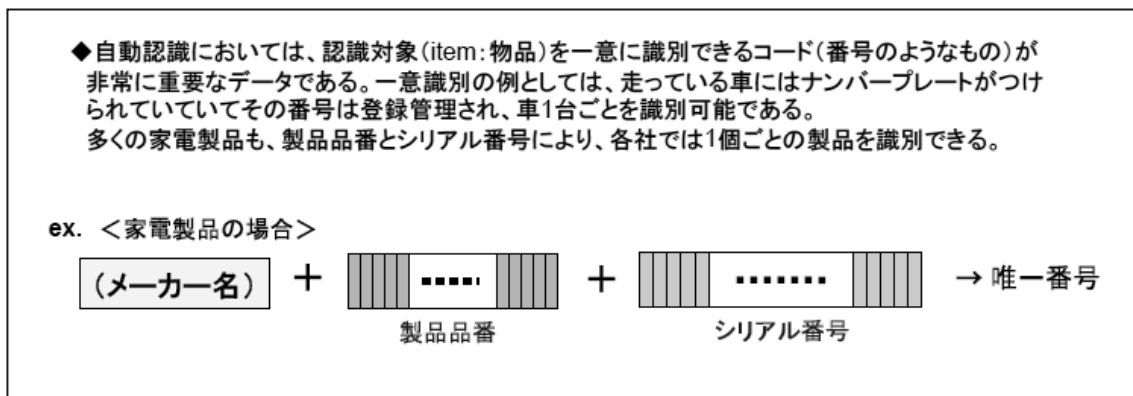 ◆自動認識においては、認識対象(item:物品)を一意に識別できるコード(番号のようなもの)が
非常に重要なデータである。一意識別の例としては、走っている車にはナンバープレートがつけ
られていていてその番号は登録管理され、車1台ごとを識別可能である。
多くの家電製品も、製品品番とシリアル番号により、各社では1個ごとの製品を識別できる。
ex. <家電製品の場合>
(メーカー名) + + → 唯一番号
製品品番 シリアル番号